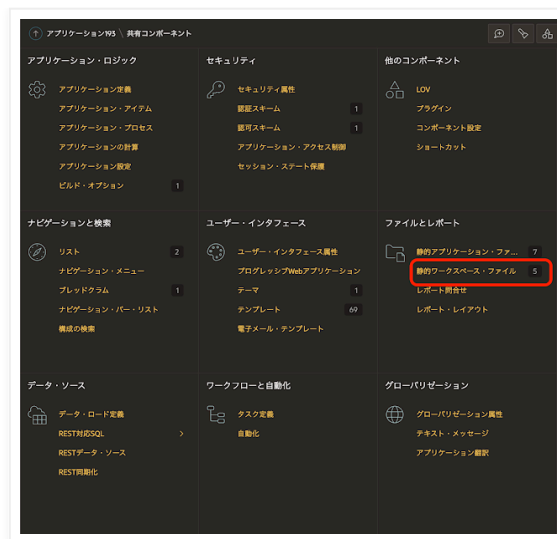 アプリケーション193 \ 共有コンポーネント
アプリケーション・ロジック
アプリケーション定義
アプリケーション・アイテム
アプリケーション・プロセス
アプリケーションの計算
アプリケーション設定
ビルド・オプション 1
セキュリティ
セキュリティ属性
認証スキーム 1
認可スキーム 1
アプリケーション・アクセス制御
セッション・ステート保護
他のコンポーネント
LOV
プラグイン
コンポーネント設定
ショートカット
ナビゲーションと検索
リスト 2
ナビゲーション・メニュー
ブレッドクラム 1
ナビゲーション・バー・リスト
構成の検索
ユーザー・インタフェース
ユーザー・インタフェース属性
プログレッシブWebアプリケーション
テーマ 1
テンプレート 69
電子メール・テンプレート
ファイルとレポート
静的アプリケーション・ファ... 7
静的ワークスペース・ファイル 5
レポート問合せ
レポート・レイアウト
データ・ソース
データ・ロード定義
REST対応SQL
RESTデータ・ソース
REST同期化
ワークフローと自動化
タスク定義
自動化
グローバリゼーション
グローバリゼーション属性
テキスト・メッセージ
アプリケーション翻訳